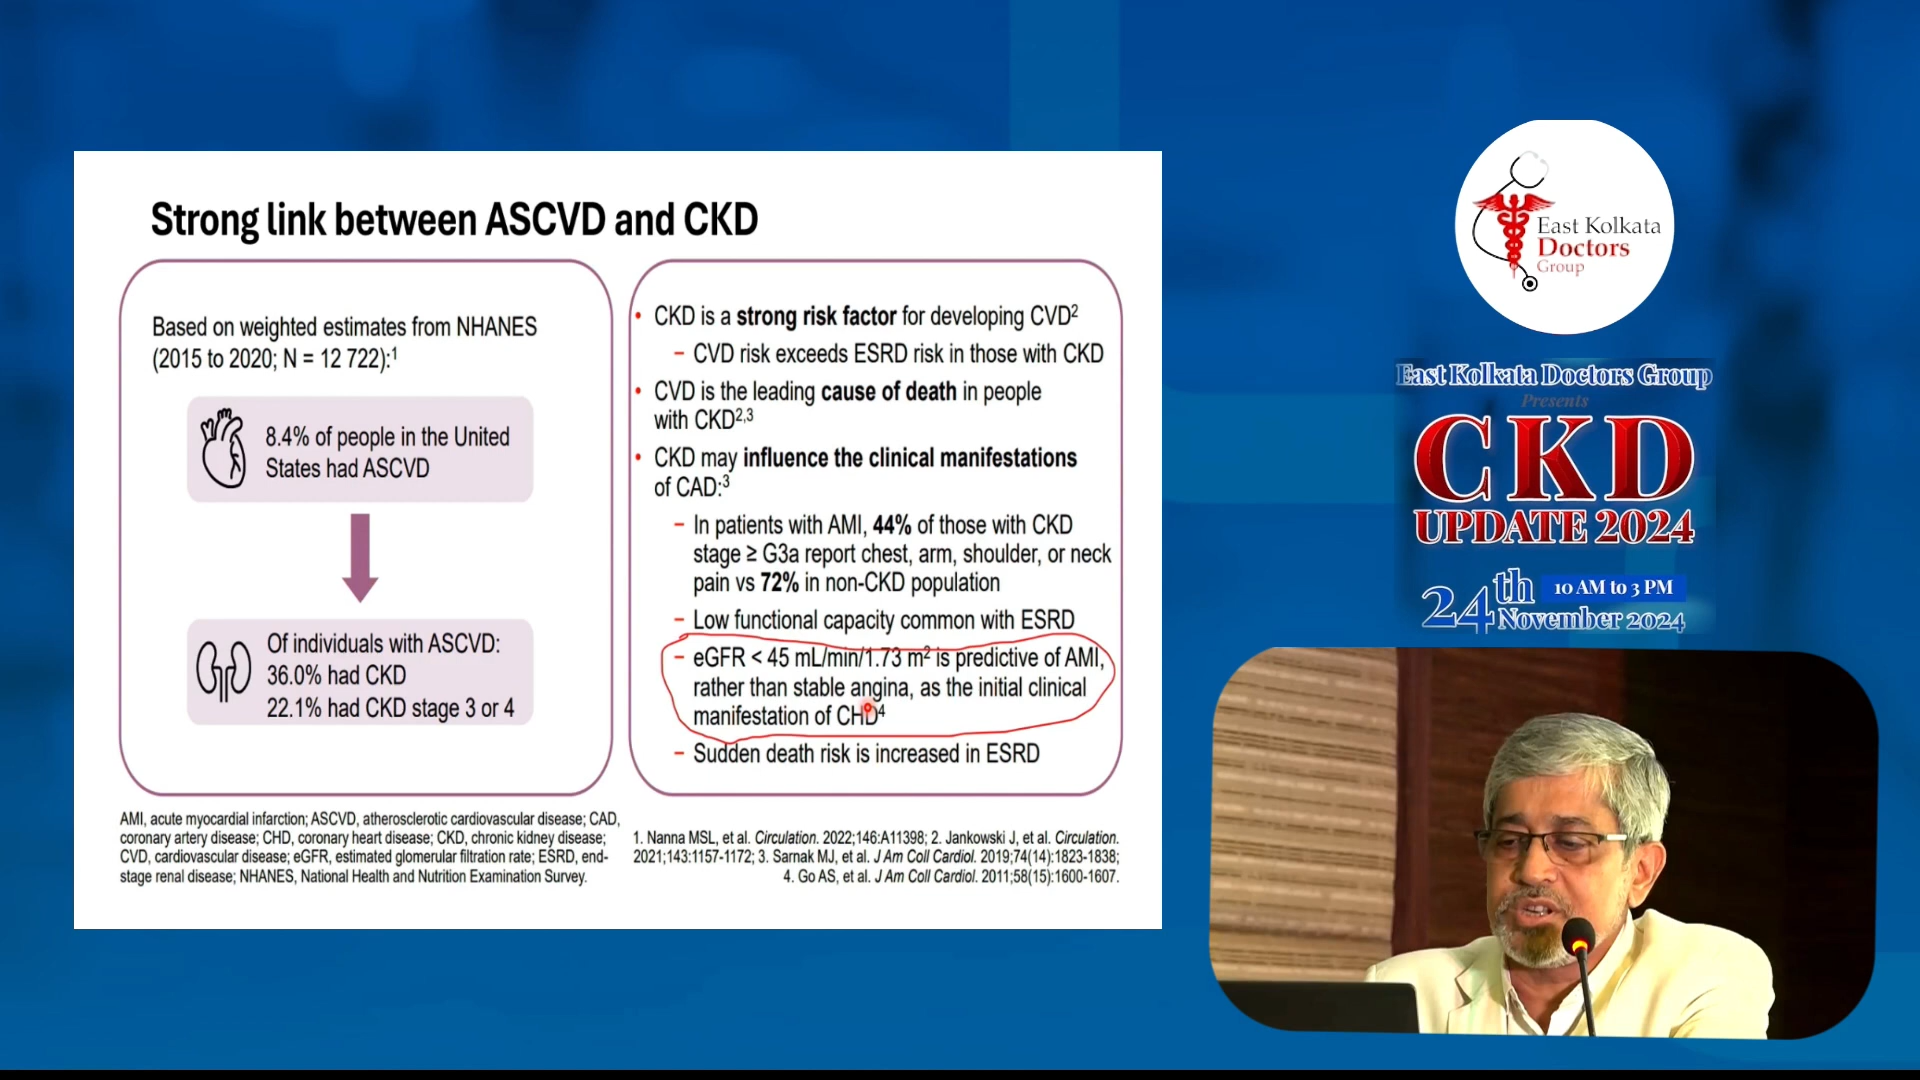 Strong link between ASCVD and CKD
Based on weighted estimates from NHANES
(2015 to 2020; N = 12 722):1
8.4% of people in the United
States had ASCVD
Of individuals with ASCVD:
36.0% had CKD
22.1% had CKD stage 3 or 4
• CKD is a strong risk factor for developing CVD2
– CVD risk exceeds ESRD risk in those with CKD
• CVD is the leading cause of death in people
with CKD2,3
• CKD may influence the clinical manifestations
of CAD:3
– In patients with AMI, 44% of those with CKD
stage ≥ G3a report chest, arm, shoulder, or neck
pain vs 72% in non-CKD population
– Low functional capacity common with ESRD
– eGFR < 45 mL/min/1.73 m2 is predictive of AMI,
rather than stable angina, as the initial clinical
manifestation of CHD4
– Sudden death risk is increased in ESRD
AMI, acute myocardial infarction; ASCVD, atherosclerotic cardiovascular disease; CAD,
coronary artery disease; CHD, coronary heart disease; CKD, chronic kidney disease;
CVD, cardiovascular disease; eGFR, estimated glomerular filtration rate; ESRD, end-
stage renal disease; NHANES, National Health and Nutrition Examination Survey.
1. Nanna MSL, et al. Circulation. 2022;146:A11398; 2. Jankowski J, et al. Circulation.
2021;143:1157-1172; 3. Sarnak MJ, et al. J Am Coll Cardiol. 2019;74(14):1823-1838;
4. Go AS, et al. J Am Coll Cardiol. 2011;58(15):1600-1607.
East Kolkata
Doctors
Group
East Kolkata Doctors Group
Presents
CKD
UPDATE 2024
24th November 2024
10 AM to 3 PM